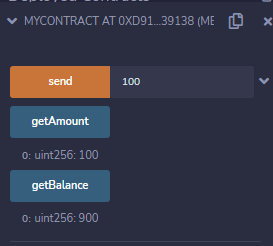 MYCONTRACT AT 0XD91...39138 (ME
send 100
getAmount
0: uint256: 100
getBalance
0: uint256: 900